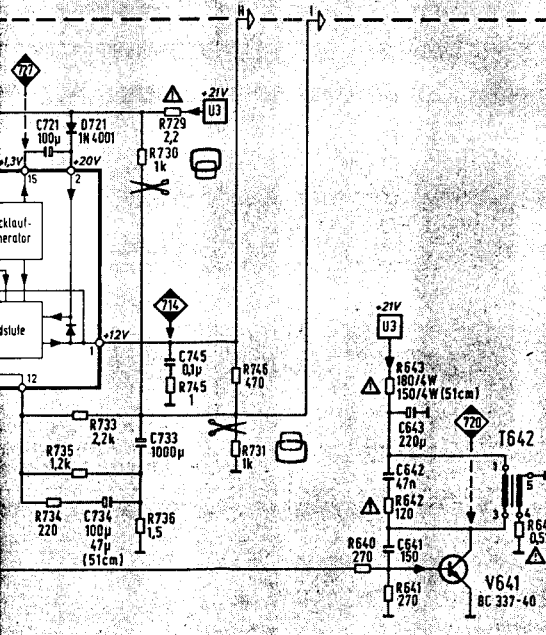 H
I
771
+21V
U3
C721
100µ
D721
1N 4001
R729
2,2
R730
1k
+1,3V
+20V
15
2
cklauf-
nerator
714
+12V
dstufe
1
C745
0,1µ
R745
1
R746
470
12
+21V
U3
R643
180/4W
150/4W (51cm)
C643
220µ
720
T642
R733
2,2k
C733
1000µ
R731
1k
R735
1,2k
C642
47n
R642
120
1
5
3
4
R734
220
C734
100µ
47µ
(51cm)
R736
1,5
R640
270
C641
150
R641
270
V641
BC 337-40